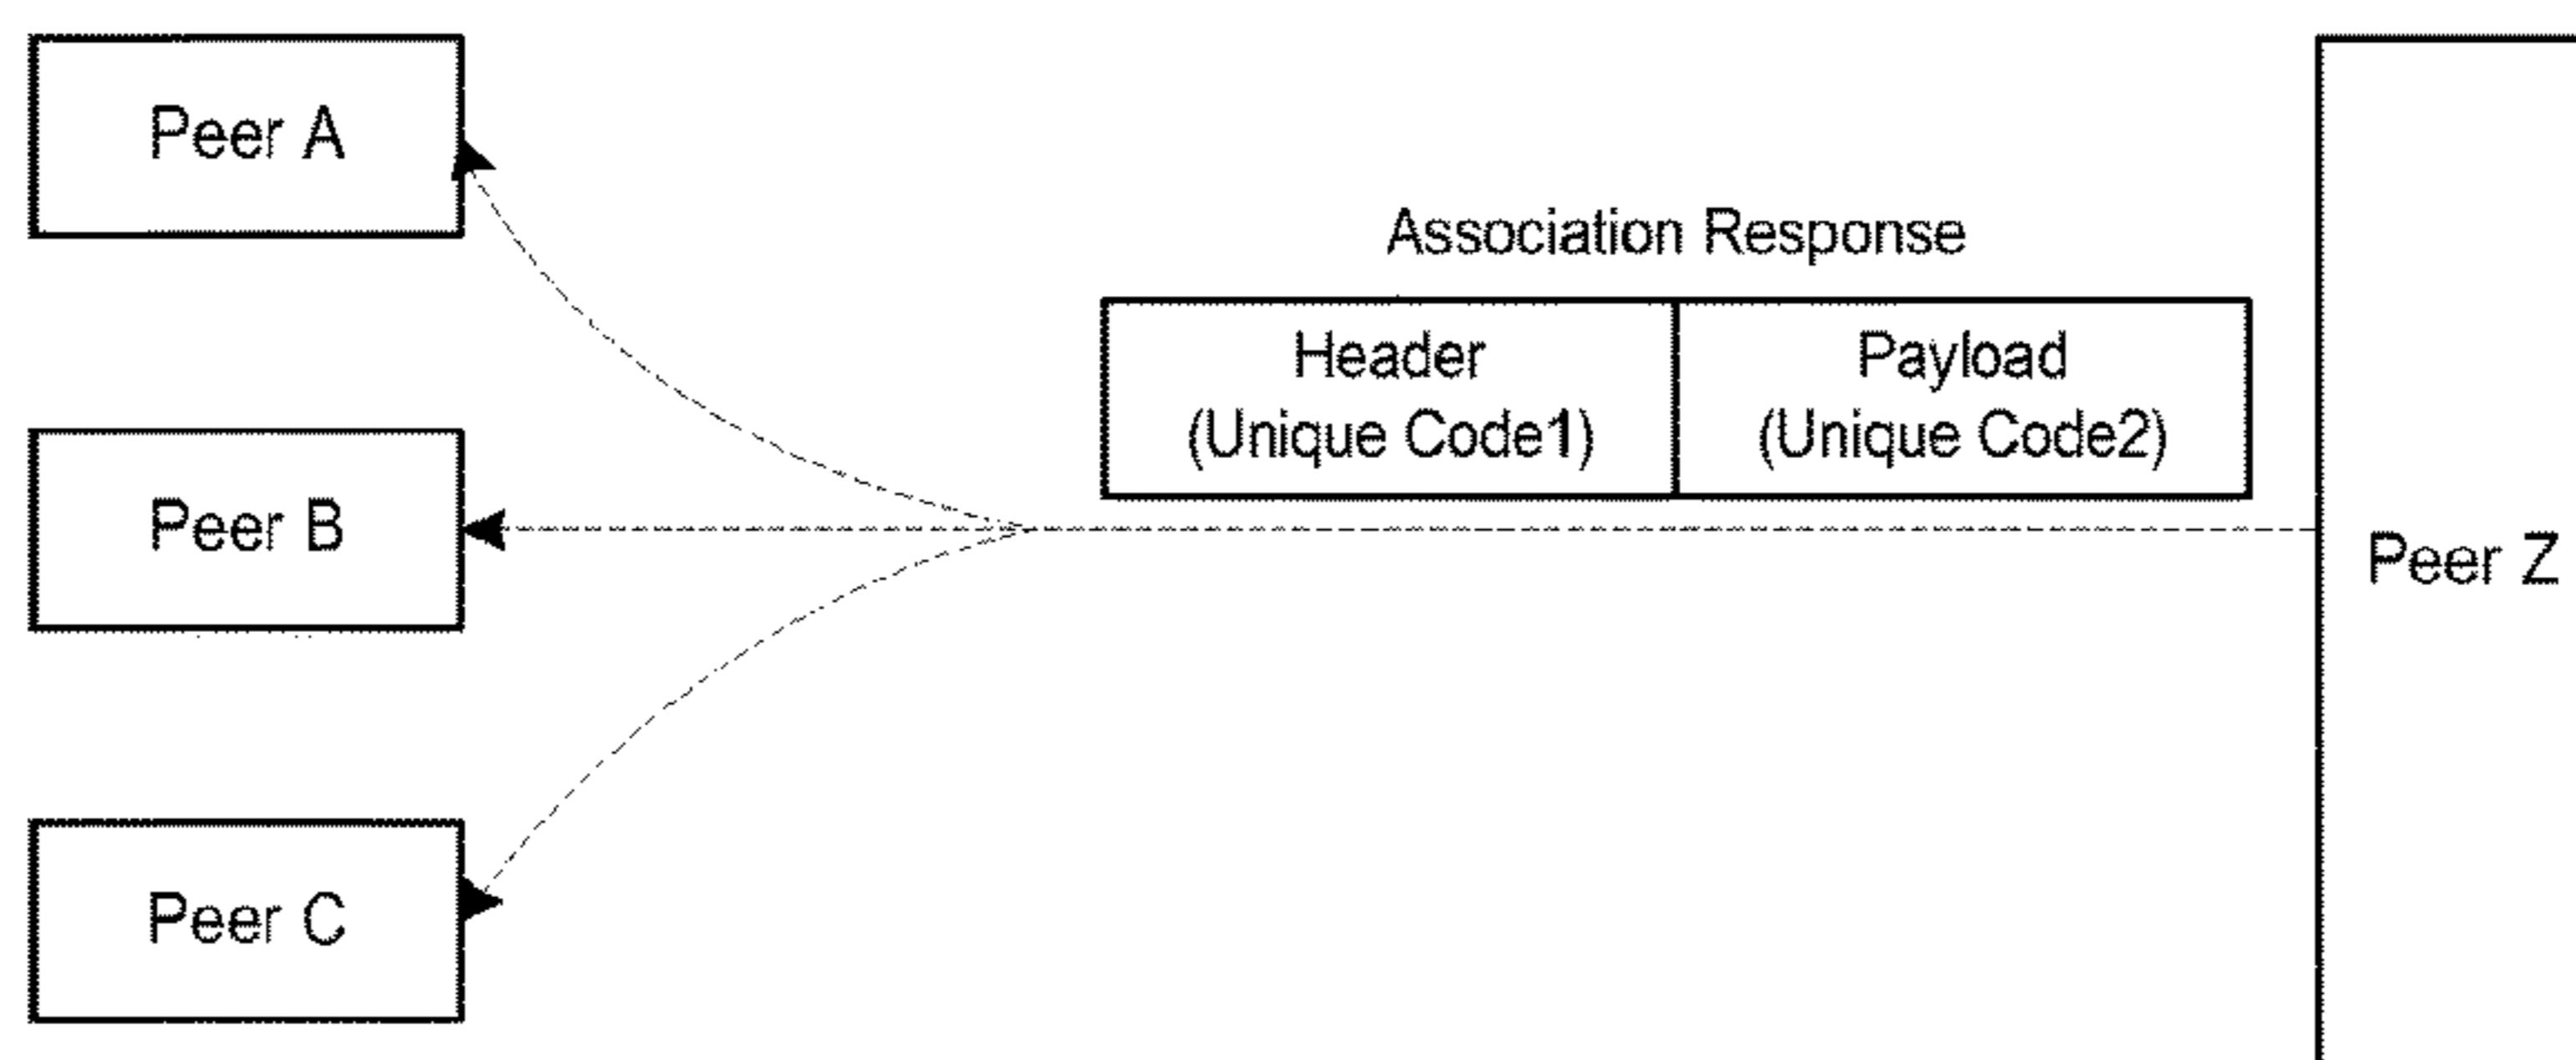 Peer A
Association Response
Header
(Unique Code1)
Payload
(Unique Code2)
Peer B
Peer Z
Peer C